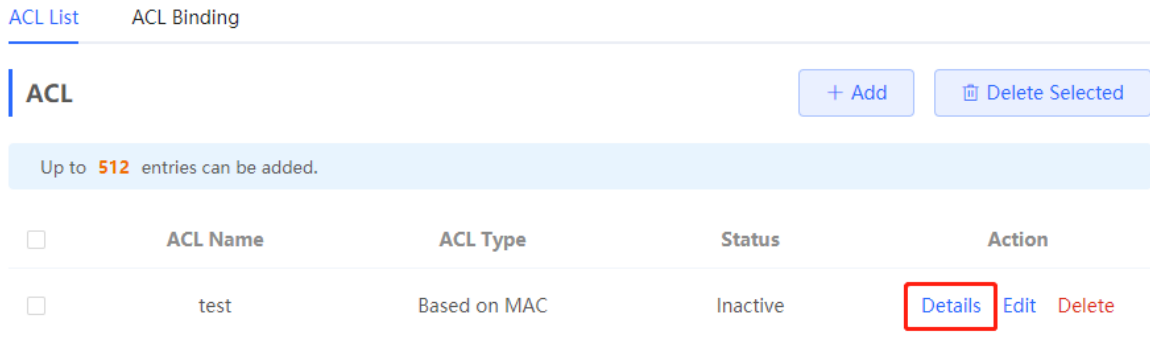 ACL List ACL Binding
ACL + Add Delete Selected
Up to 512 entries can be added.
ACL Name ACL Type Status Action
test Based on MAC Inactive Details Edit Delete